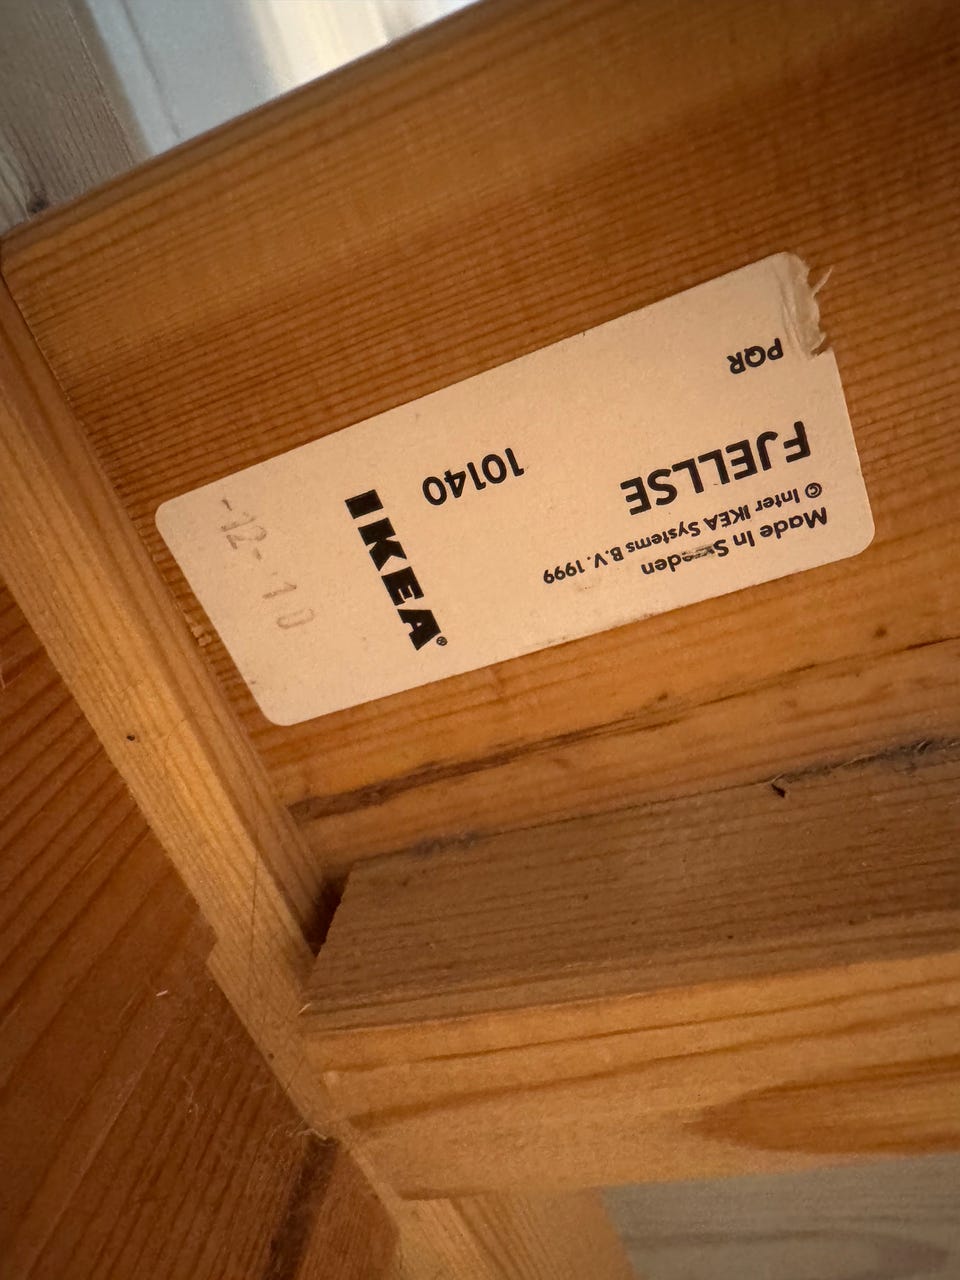 Made In Sweden
© Inter IKEA Systems B.V. 1999
FJELLSE
PQR
10140
IKEA®
-12- -10